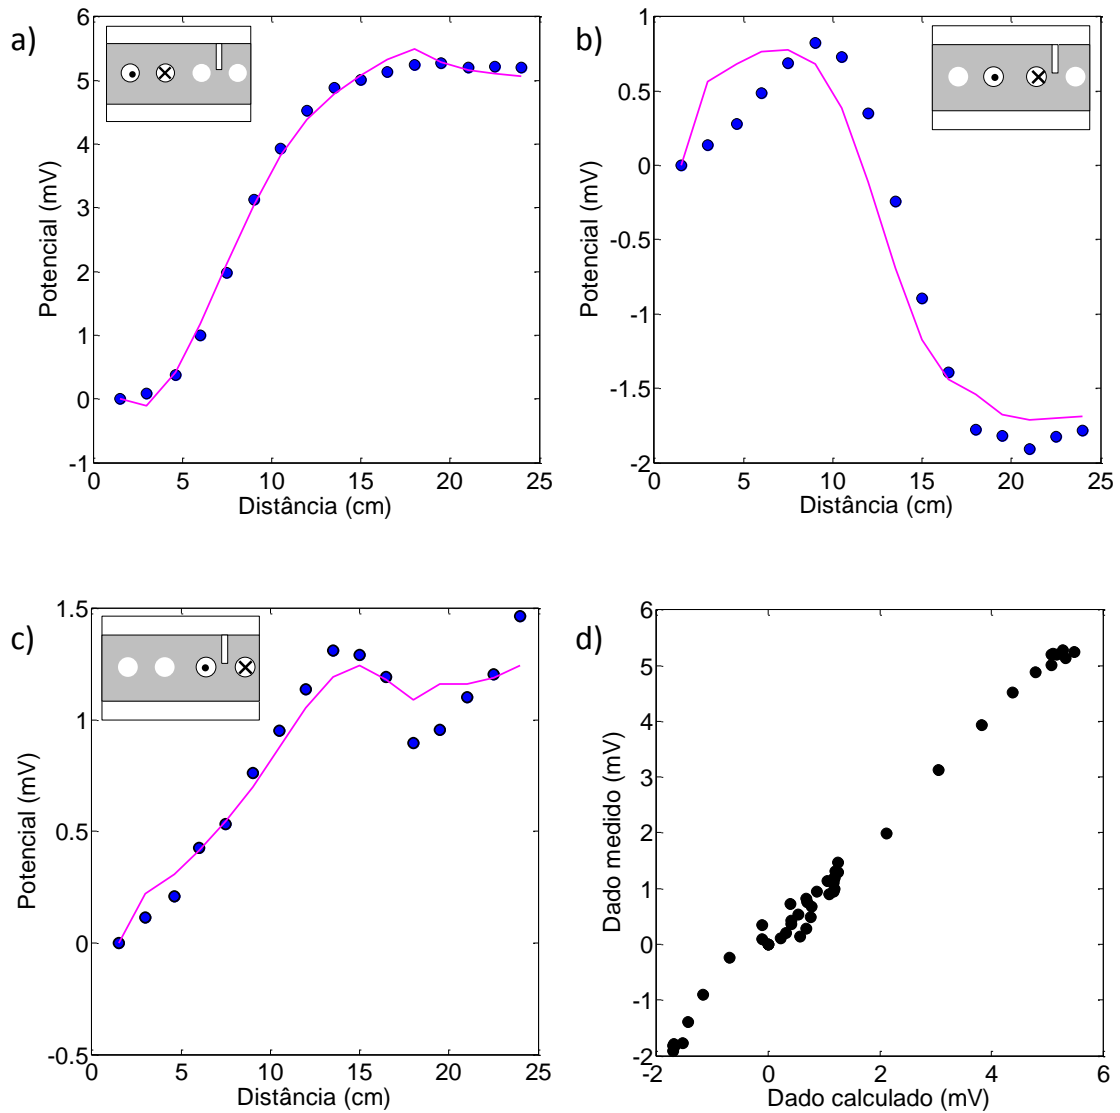 a)
6
5
4
3
2
1
0
-1
Potencial (mV)
0 5 10 15 20 25
Distância (cm)
b)
1
0.5
0
-0.5
-1
-1.5
-2
Potencial (mV)
0 5 10 15 20 25
Distância (cm)
c)
1.5
1
0.5
0
-0.5
Potencial (mV)
0 5 10 15 20 25
Distância (cm)
d)
6
5
4
3
2
1
0
-1
-2
Dado medido (mV)
-2 0 2 4 6
Dado calculado (mV)